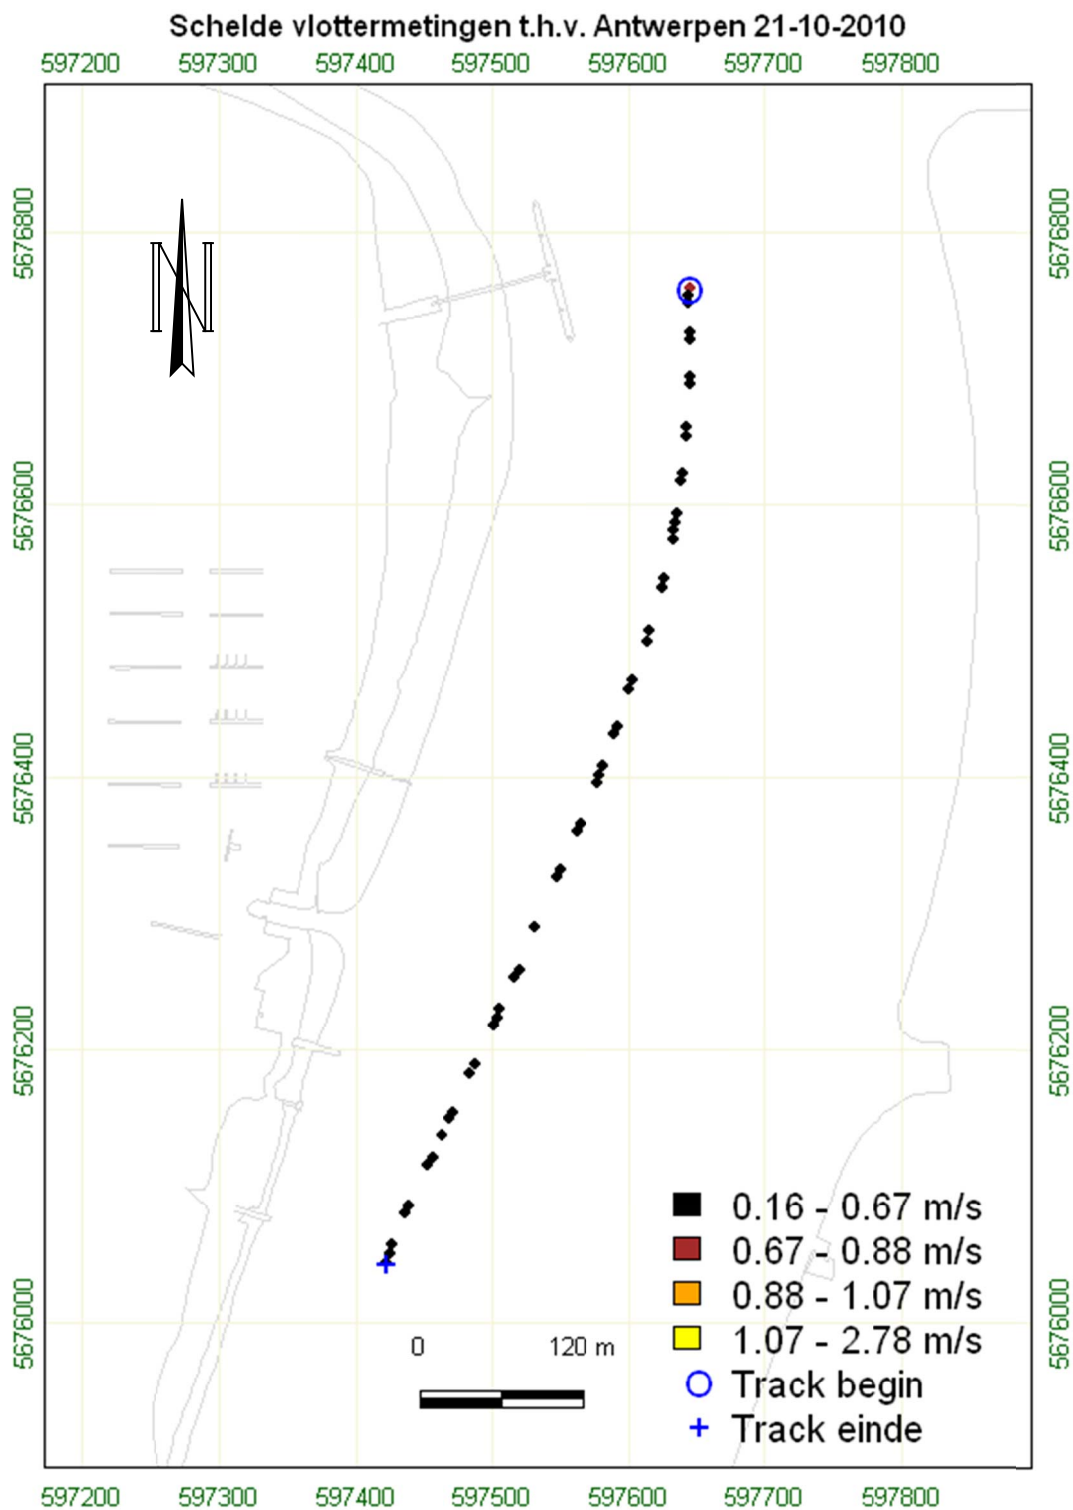 Schelde vlottermetingen t.h.v. Antwerpen 21-10-2010
597200 597300 597400 597500 597600 597700 597800
5676800 5676800
N
5676600 5676600
5676400 5676400
5676200 5676200
5676000 5676000
0.16 - 0.67 m/s
0.67 - 0.88 m/s
0.88 - 1.07 m/s
1.07 - 2.78 m/s
Track begin
Track einde
0 120 m
597200 597300 597400 597500 597600 597700 597800